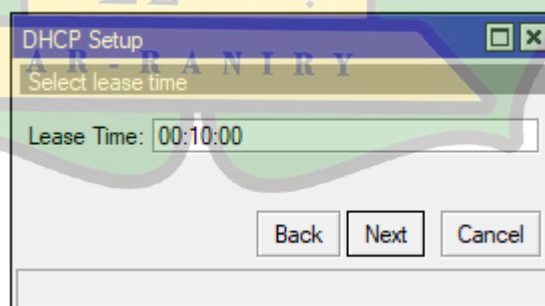 DHCP Setup
AR-RANIRY
Select lease time
Lease Time: 00:10:00
Back Next Cancel